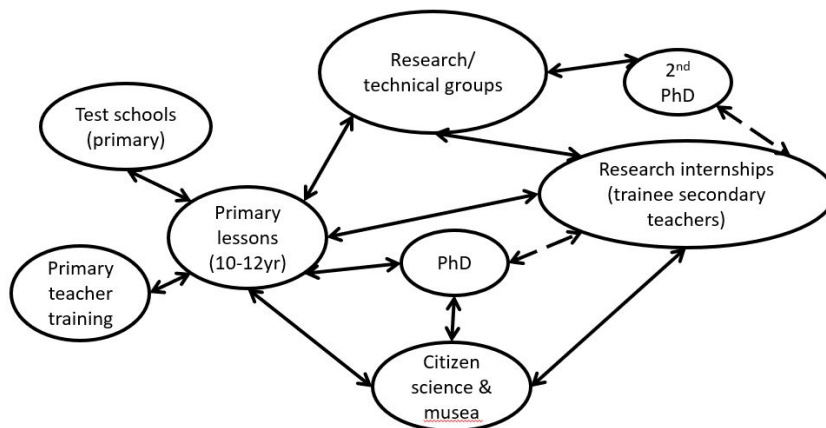 Research/
technical groups
2nd
PhD
Test schools
(primary)
Research internships
(trainee secondary
teachers)
Primary
lessons
(10-12yr)
PhD
Primary
teacher
training
Citizen
science &
musea